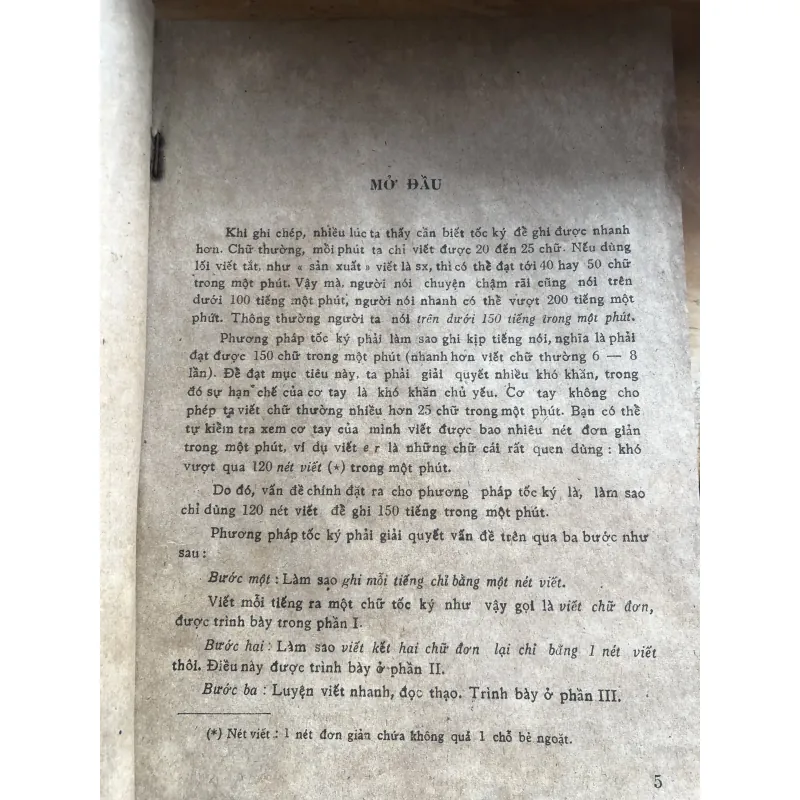 MỞ ĐẦU
Khi ghi chép, nhiều lúc ta thấy cần biết tốc ký để ghi được nhanh
hơn. Chữ thường, mỗi phút ta chỉ viết được 20 đến 25 chữ. Nếu dùng
lối viết tắt, như « sản xuất » viết là sx, thì có thể đạt tới 40 hay 50 chữ
trong một phút. Vậy mà, người nói chuyện chậm rãi cũng nói trên
dưới 100 tiếng một phút, người nói nhanh có thể vượt 200 tiếng một
phút. Thông thường người ta nói trên dưới 150 tiếng trong một phút.
Phương pháp tốc ký phải làm sao ghi kịp tiếng nói, nghĩa là phải
đạt được 150 chữ trong một phút (nhanh hơn viết chữ thường 6 — 8
lần). Để đạt mục tiêu này, ta phải giải quyết nhiều khó khăn, trong
đó sự hạn chế của cơ tay là khó khăn chủ yếu. Cơ tay không cho
phép ta viết chữ thường nhiều hơn 25 chữ trong một phút. Bạn có thể
tự kiểm tra xem cơ tay của mình viết được bao nhiêu nét đơn giản
trong một phút, ví dụ viết e r là những chữ cái rất quen dùng : khó
vượt qua 120 nét viết (*) trong một phút.
Do đó, vấn đề chính đặt ra cho phương pháp tốc ký là, làm sao
chỉ dùng 120 nét viết để ghi 150 tiếng trong một phút.
Phương pháp tốc ký phải giải quyết vấn đề trên qua ba bước như
sau :
Bước một : Làm sao ghi mỗi tiếng chỉ bằng một nét viết.
Viết mỗi tiếng ra một chữ tốc ký như vậy gọi là viết chữ đơn,
được trình bày trong phần I.
Bước hai : Làm sao viết kết hai chữ đơn lại chỉ bằng 1 nét viết
thôi. Điều này được trình bày ở phần II.
Bước ba : Luyện viết nhanh, đọc thạo. Trình bày ở phần III.
(*) Nét viết : 1 nét đơn giản chứa không quá 1 chỗ bẻ ngoặt.
5